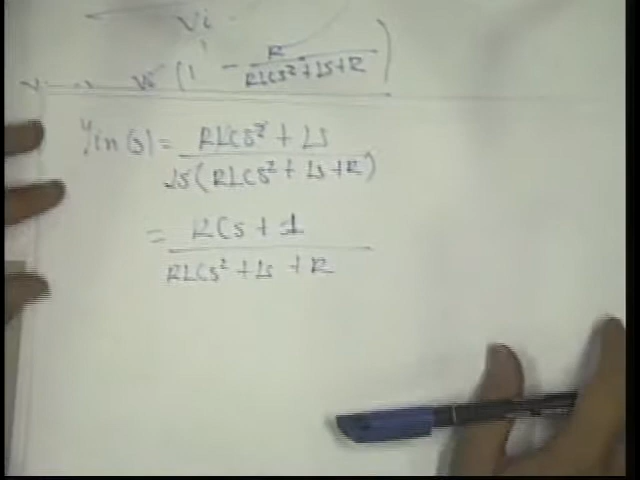 Vi
Vi (1 - R / (RLCs² + Ls + R))
Yin(s) = (RLCs² + Ls) / (Ls(RLCs² + Ls + R))
= (RCs + 1) / (RLCs² + Ls + R)